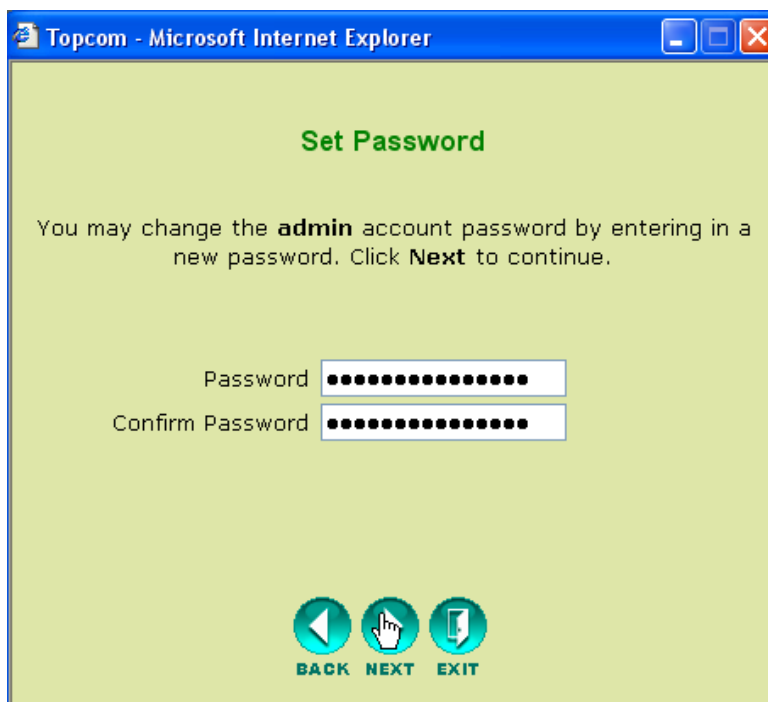 Topcom - Microsoft Internet Explorer
Set Password
You may change the admin account password by entering in a
new password. Click Next to continue.
Password •••••••••••••••
Confirm Password •••••••••••••••
BACK NEXT EXIT